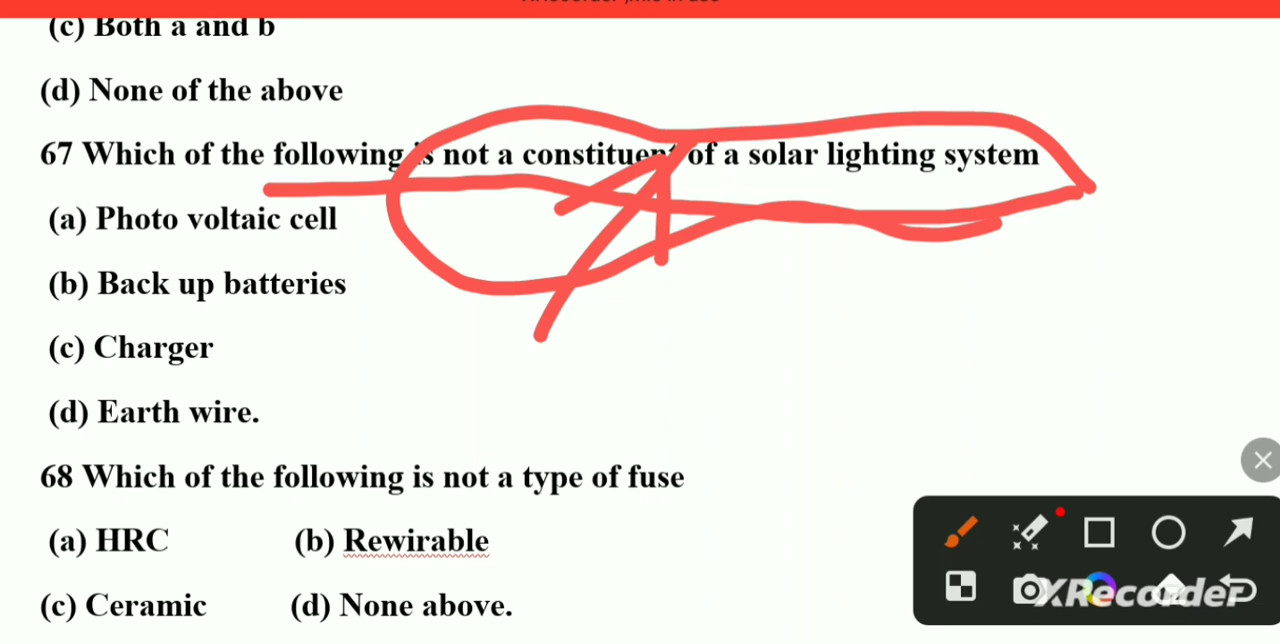 (c) Both a and b
(d) None of the above
67 Which of the following is not a constituent of a solar lighting system
(a) Photo voltaic cell
(b) Back up batteries
(c) Charger
(d) Earth wire.
68 Which of the following is not a type of fuse
(a) HRC (b) Rewirable
(c) Ceramic (d) None above.
XRecorder